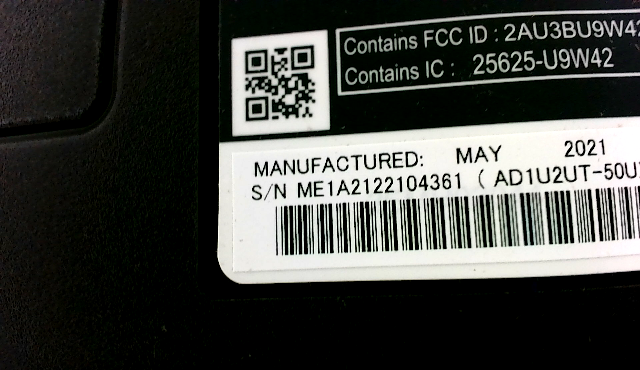 Contains FCC ID : 2AU3BU9W42
Contains IC : 25625-U9W42
MANUFACTURED: MAY 2021
S/N ME1A2122104361 ( AD1U2UT-50U